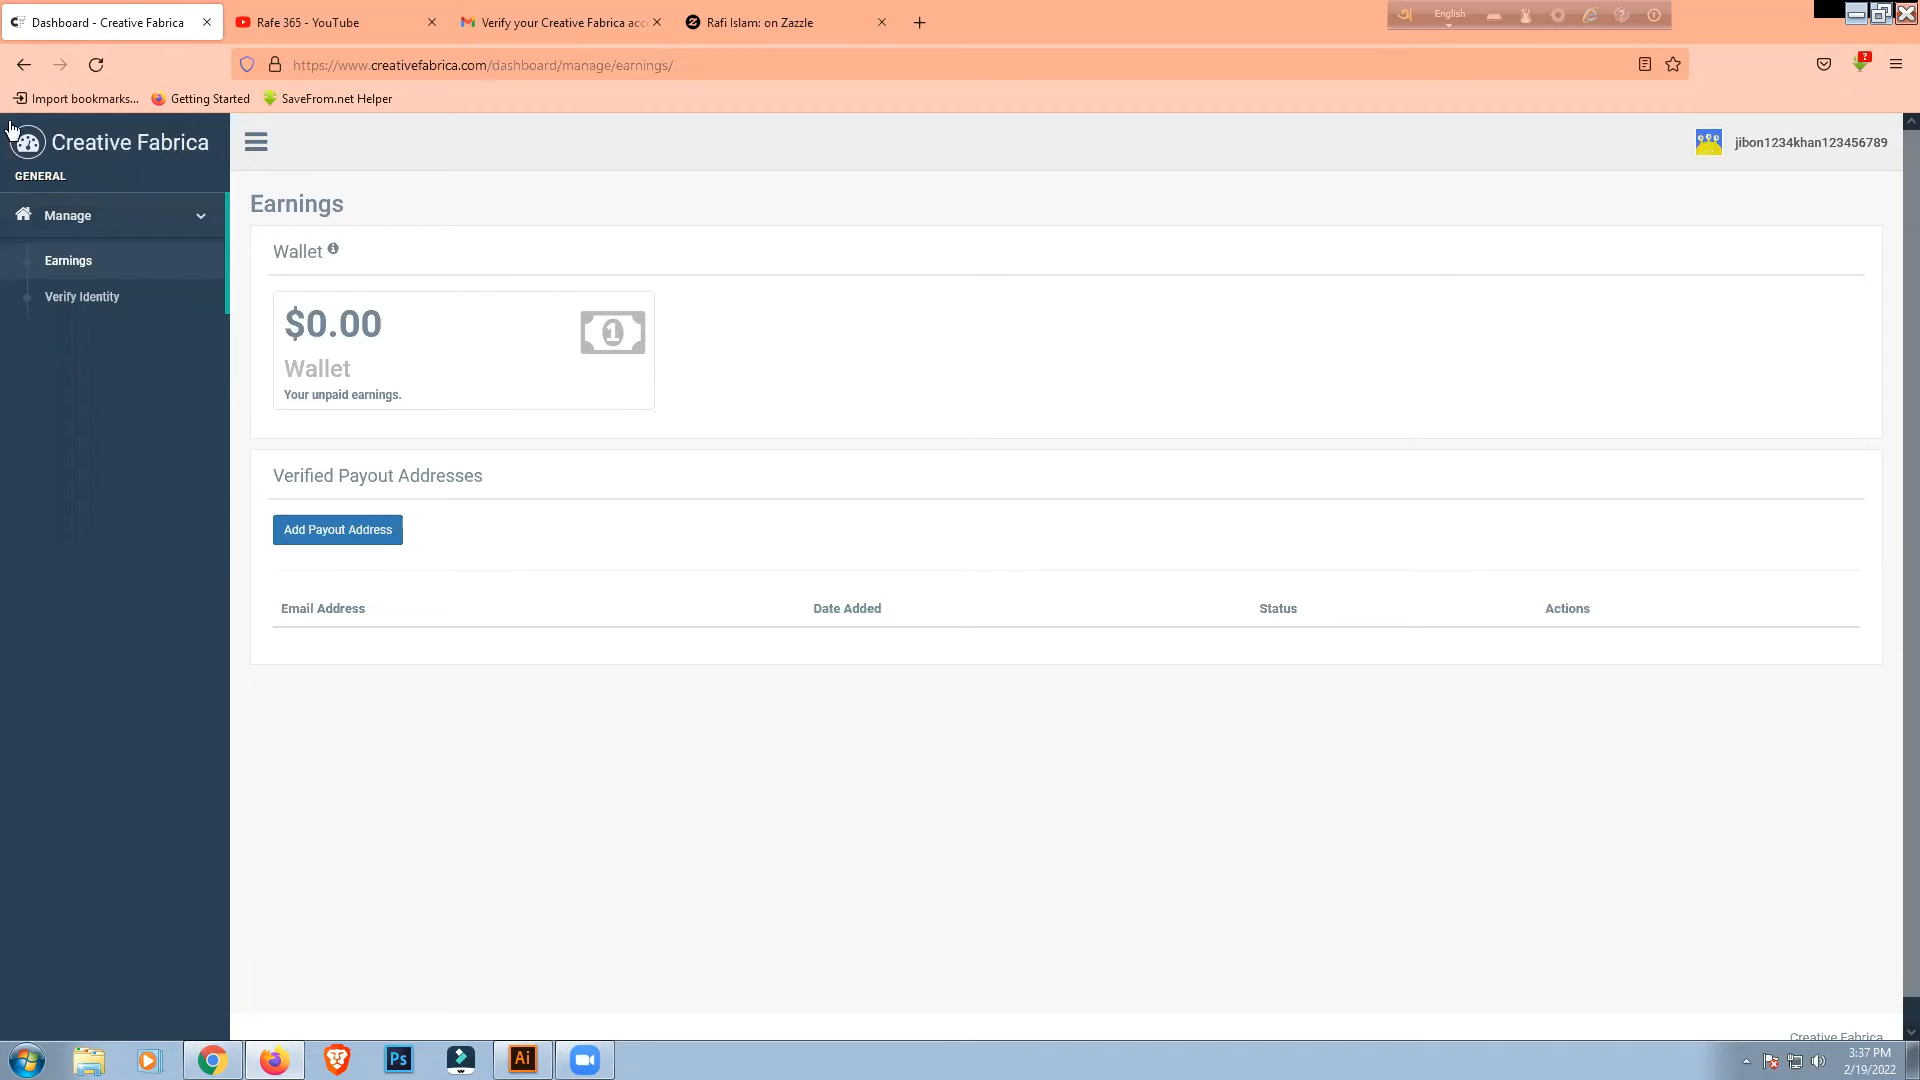 Dashboard - Creative Fabrica
Rafe 365 - YouTube
Verify your Creative Fabrica acc
Rafi Islam: on Zazzle
English
https://www.creativefabrica.com/dashboard/manage/earnings/
Import bookmarks...
Getting Started
SaveFrom.net Helper
Creative Fabrica
jibon1234khan123456789
GENERAL
Manage
Earnings
Verify Identity
Earnings
Wallet
$0.00
1
Wallet
Your unpaid earnings.
Verified Payout Addresses
Add Payout Address
Email Address Date Added Status Actions
Creative Fabrica
Ps
Ai
3:37 PM
2/19/2022